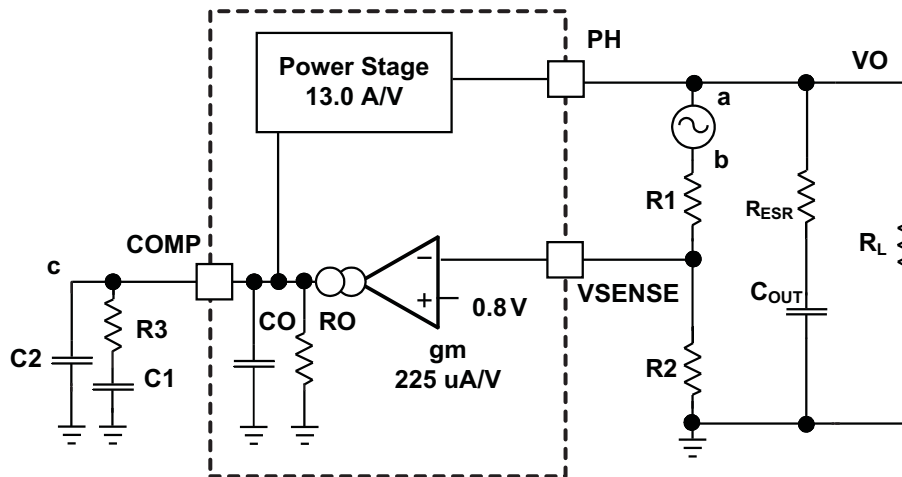 PH
VO
Power Stage
13.0 A/V
a
b
R1
RESR
RL
COMP
VSENSE
c
−
+
0.8 V
R3
CO
RO
COUT
C2
C1
gm
225 uA/V
R2